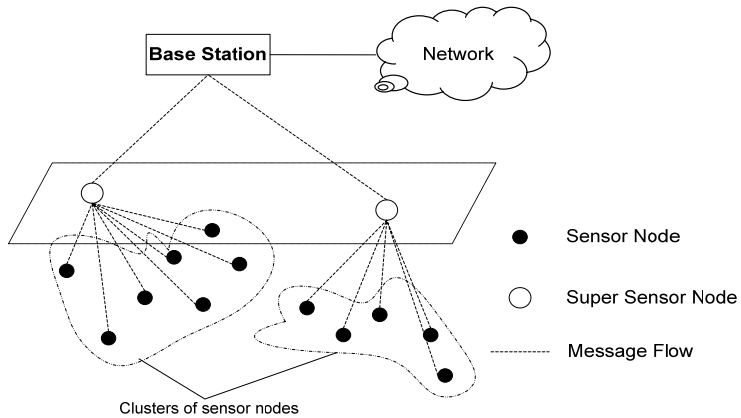 Base Station
Network
Sensor Node
Super Sensor Node
Message Flow
Clusters of sensor nodes